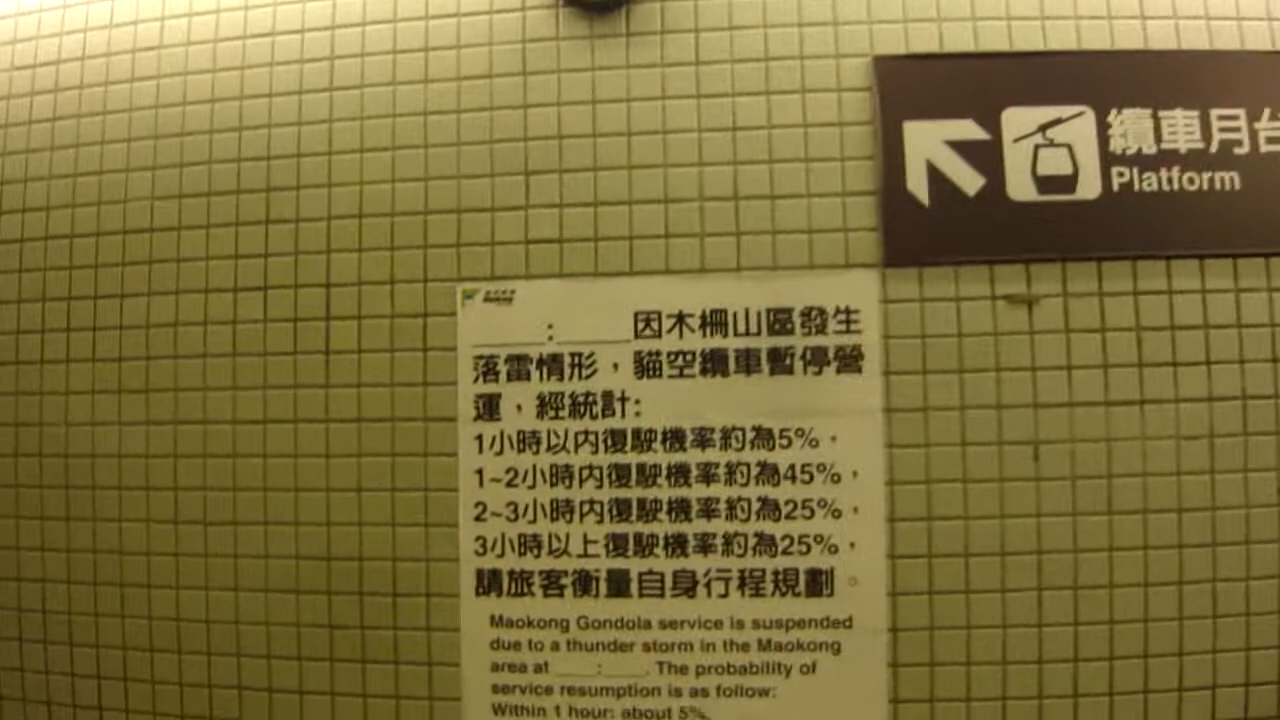 纜車月台
Platform
____:____因木柵山區發生
落雷情形，貓空纜車暫停營
運，經統計:
1小時以內復駛機率約為5%，
1~2小時內復駛機率約為45%，
2~3小時內復駛機率約為25%，
3小時以上復駛機率約為25%，
請旅客衡量自身行程規劃。
Maokong Gondola service is suspended
due to a thunder storm in the Maokong
area at ____:____. The probability of
service resumption is as follow:
Within 1 hour: about 5%.